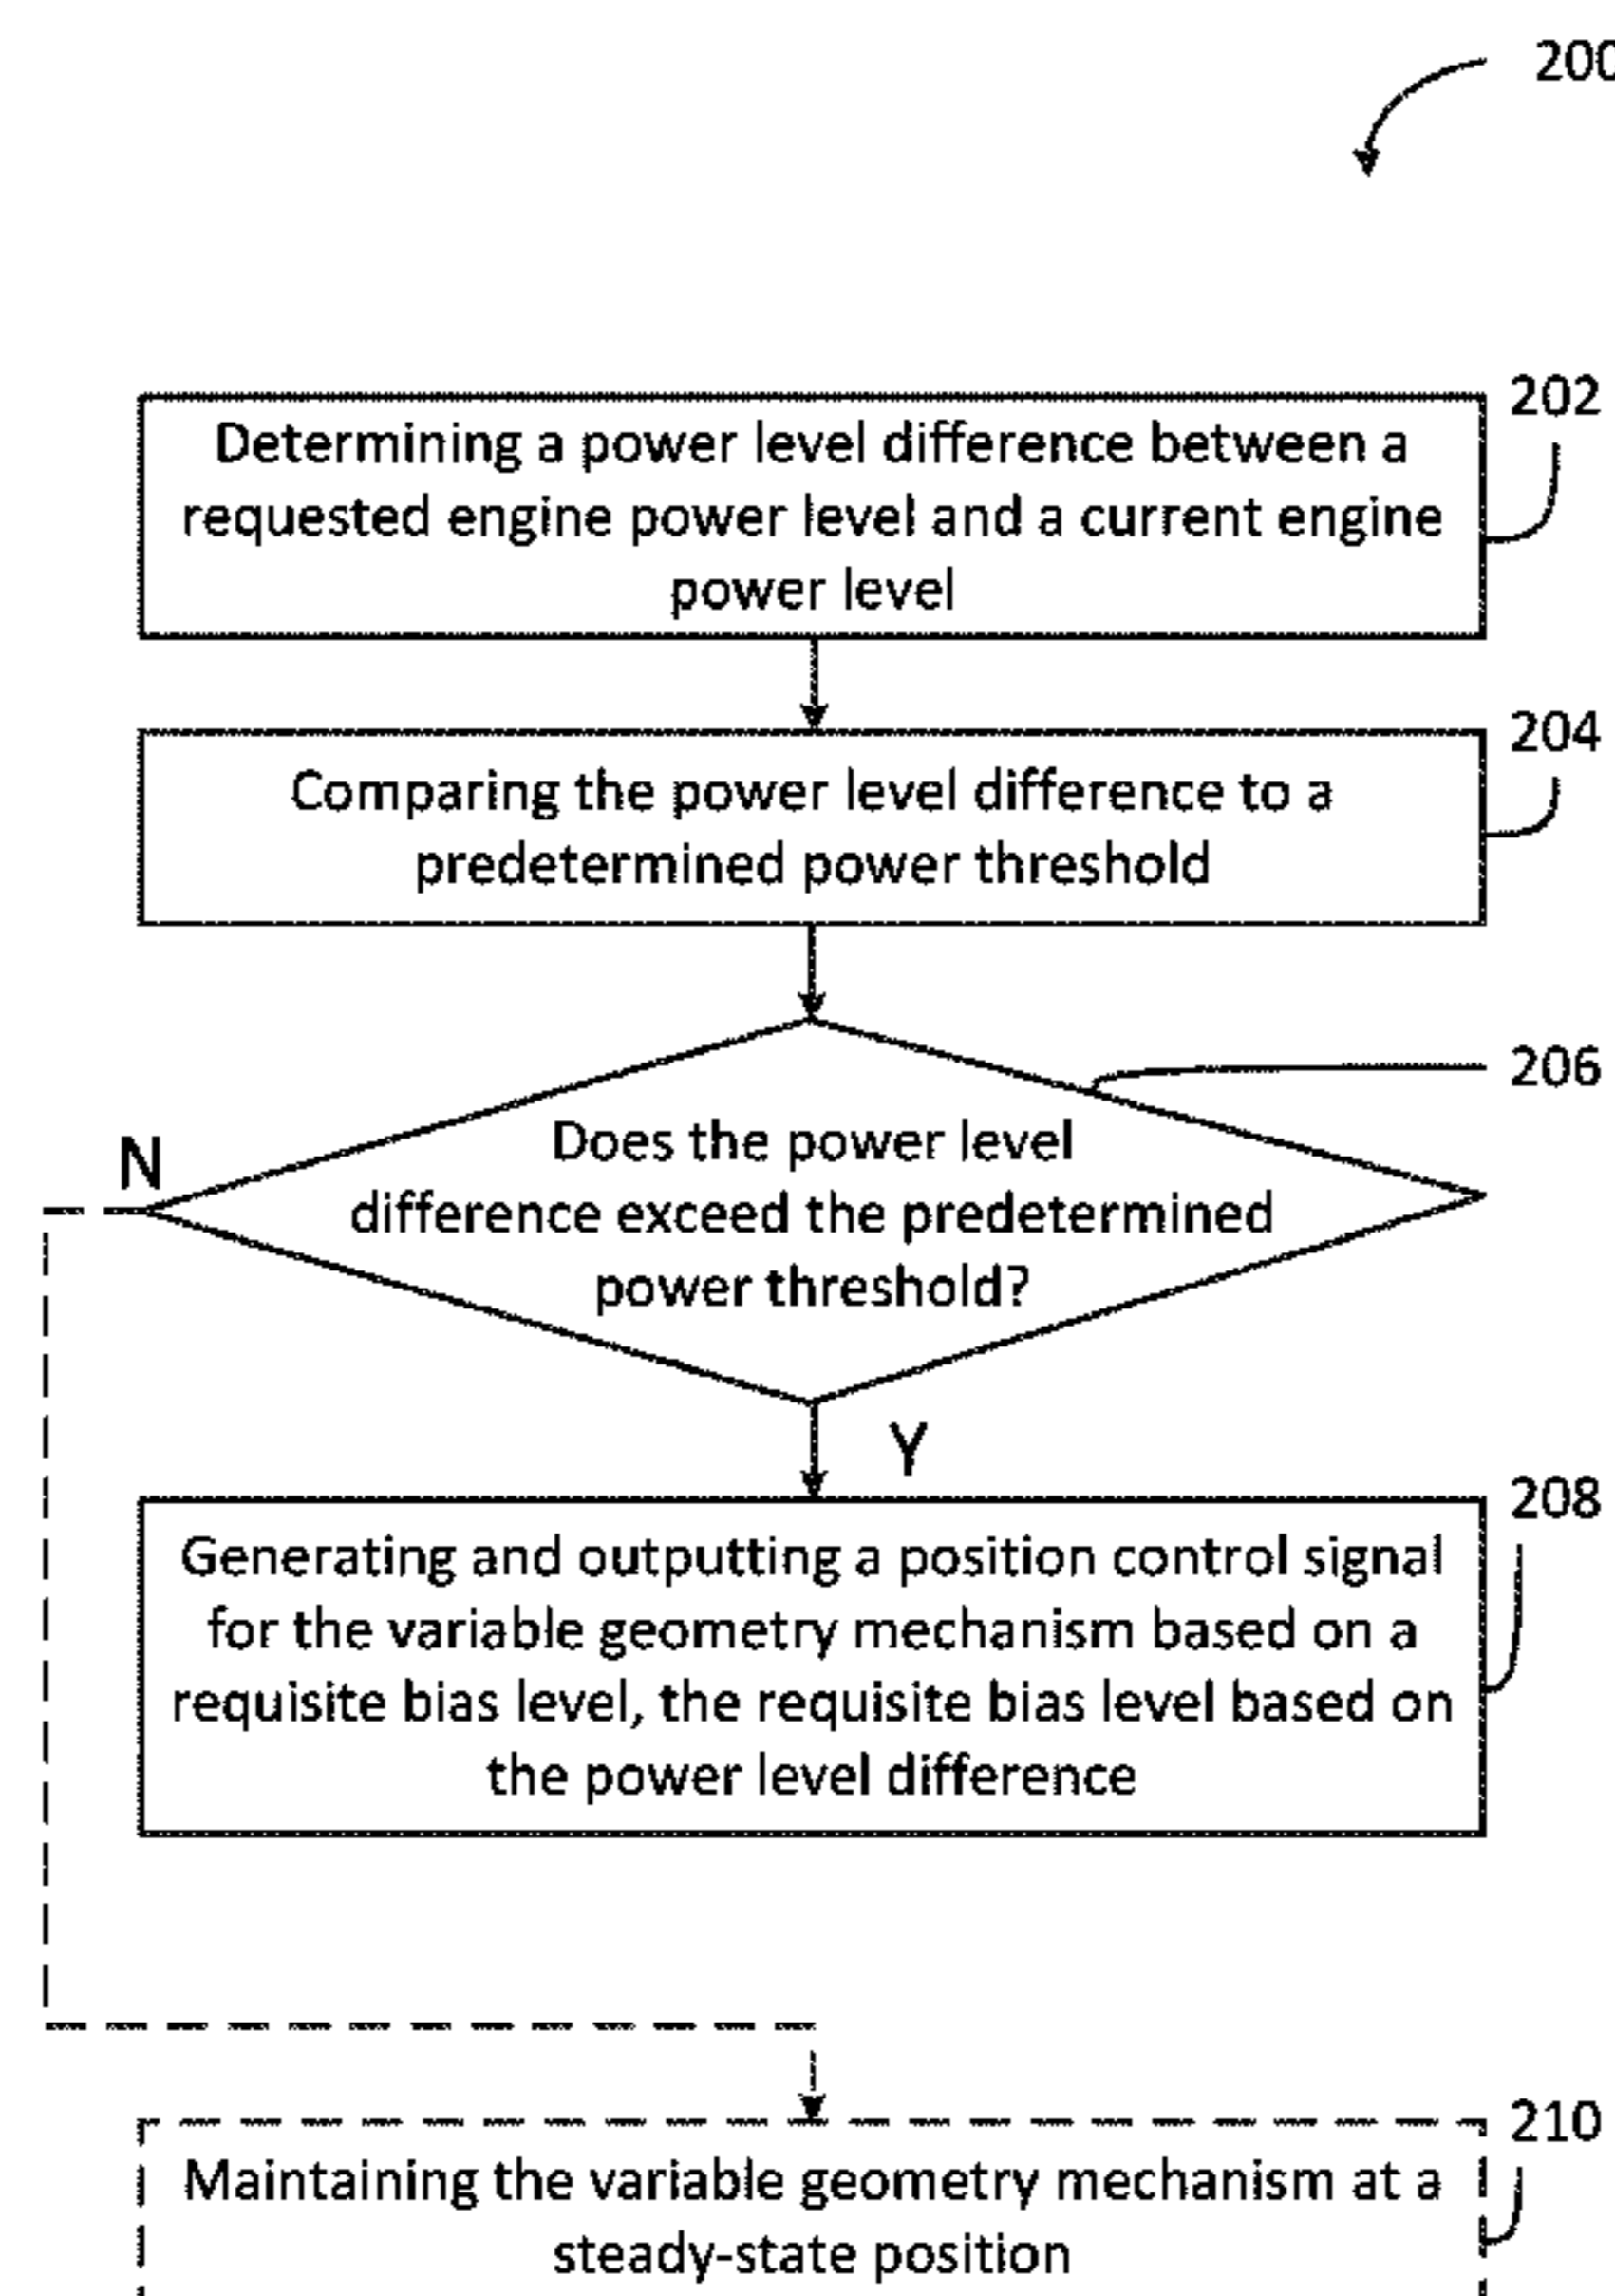 200
202
Determining a power level difference between a
requested engine power level and a current engine
power level
204
Comparing the power level difference to a
predetermined power threshold
206
Does the power level
difference exceed the predetermined
power threshold?
N
Y
208
Generating and outputting a position control signal
for the variable geometry mechanism based on a
requisite bias level, the requisite bias level based on
the power level difference
210
Maintaining the variable geometry mechanism at a
steady-state position